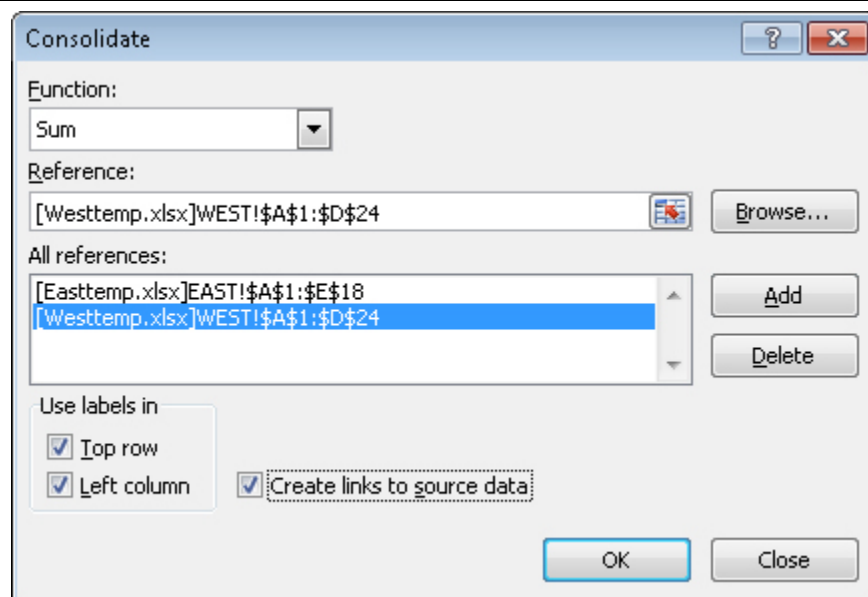 Consolidate
Function:
Sum
Reference:
[Westtemp.xlsx]WEST!$A$1:$D$24
Browse...
All references:
[Easttemp.xlsx]EAST!$A$1:$E$18
[Westtemp.xlsx]WEST!$A$1:$D$24
Add
Delete
Use labels in
Top row
Left column
Create links to source data
OK
Close